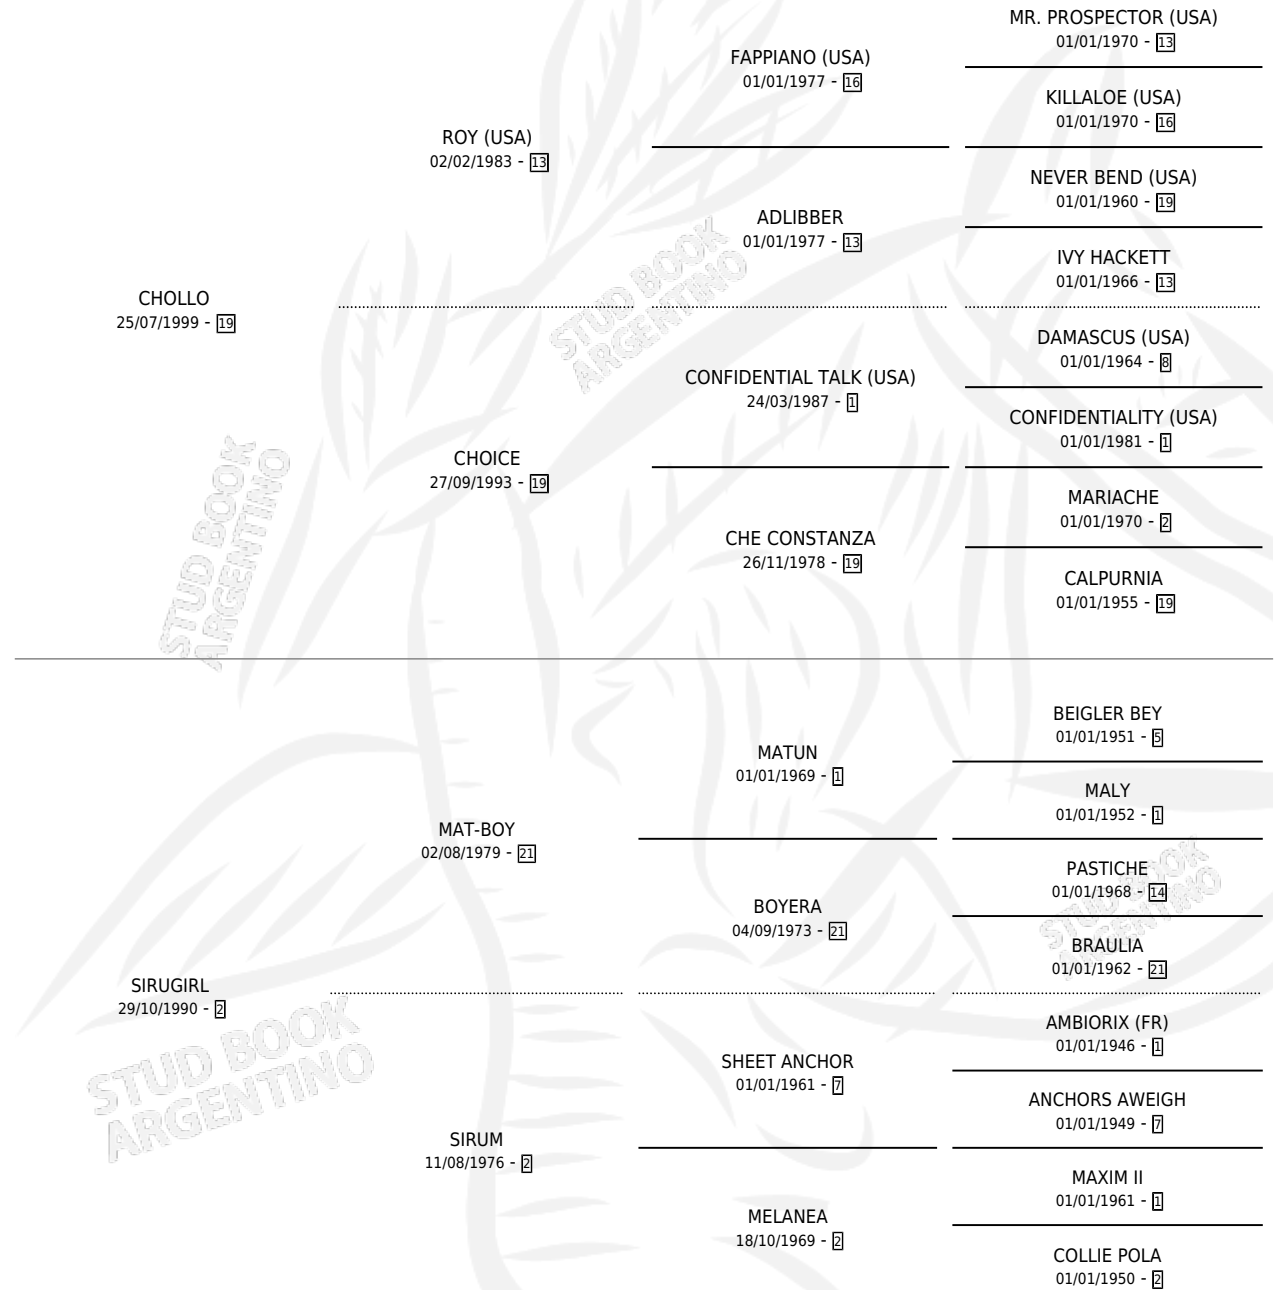 MR. PROSPECTOR (USA)
01/01/1970 - 13
FAPPIANO (USA)
01/01/1977 - 16
KILLALOE (USA)
01/01/1970 - 16
ROY (USA)
02/02/1983 - 13
NEVER BEND (USA)
01/01/1960 - 19
ADLIBBER
01/01/1977 - 13
IVY HACKETT
01/01/1966 - 13
CHOLLO
25/07/1999 - 19
STUD BOOK
ARGENTINO
DAMASCUS (USA)
01/01/1964 - 8
CONFIDENTIAL TALK (USA)
24/03/1987 - 1
CONFIDENTIALITY (USA)
01/01/1981 - 1
CHOICE
27/09/1993 - 19
MARIACHE
01/01/1970 - 2
CHE CONSTANZA
26/11/1978 - 19
CALPURNIA
01/01/1955 - 19
STUD BOOK
ARGENTINO
BEIGLER BEY
01/01/1951 - 5
MATUN
01/01/1969 - 1
MALY
01/01/1952 - 1
MAT-BOY
02/08/1979 - 21
PASTICHE
01/01/1968 - 14
BOYERA
04/09/1973 - 21
BRAULIA
01/01/1962 - 21
STUD BOOK
ARGENTINO
SIRUGIRL
29/10/1990 - 2
STUD BOOK
ARGENTINO
AMBIORIX (FR)
01/01/1946 - 1
SHEET ANCHOR
01/01/1961 - 7
ANCHORS AWEIGH
01/01/1949 - 7
SIRUM
11/08/1976 - 2
MAXIM II
01/01/1961 - 1
MELANEA
18/10/1969 - 2
COLLIE POLA
01/01/1950 - 2